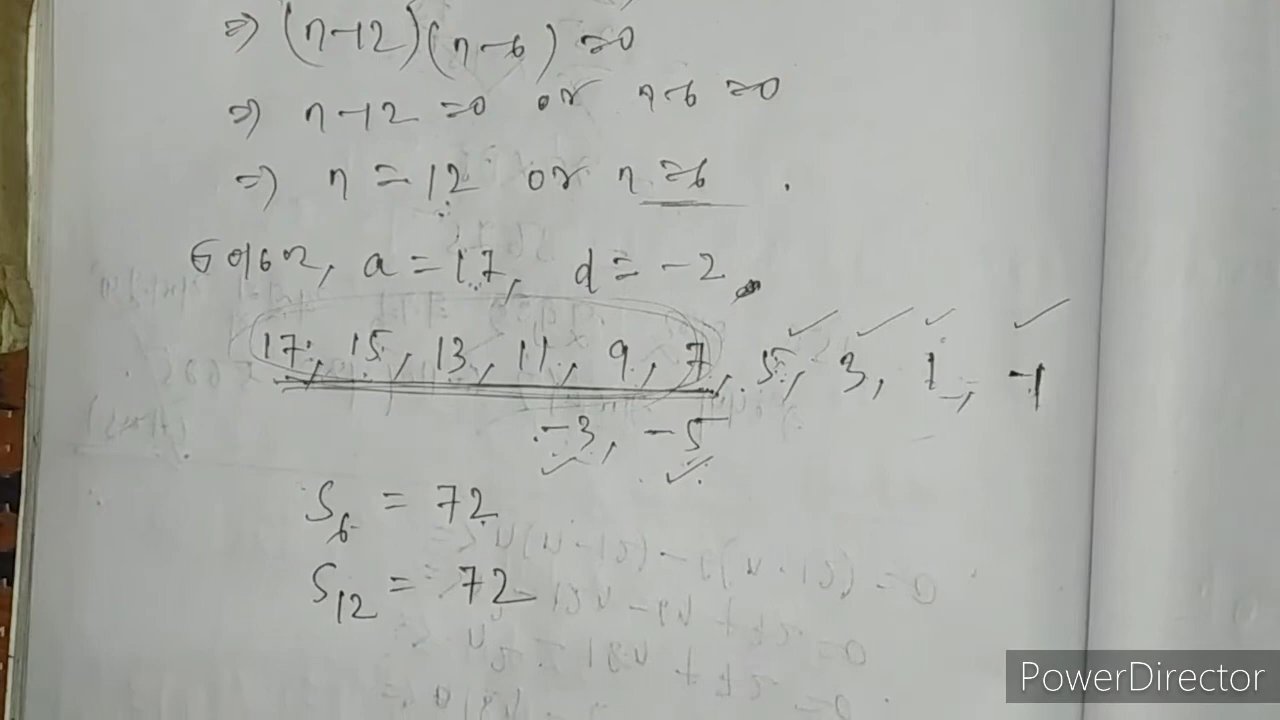 ⇒ (n-12)(n-6) = 0
⇒ n-12 = 0 or n-6 = 0
⇒ n = 12 or n = 6.
Given, a = 17, d = -2.
17, 15, 13, 11, 9, 7, 5, 3, 1, -1
-3, -5
S₆ = 72
S₁₂ = 72
PowerDirector